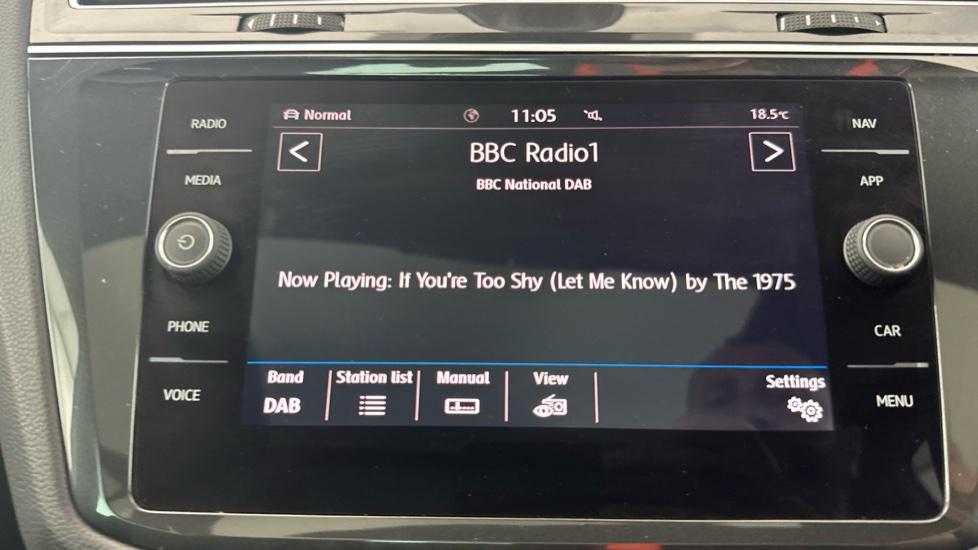 RADIO
MEDIA
PHONE
VOICE
Normal 11:05 18.5°C
< BBC Radio1 >
BBC National DAB
Now Playing: If You're Too Shy (Let Me Know) by The 1975
Band Station list Manual View Settings
DAB
NAV
APP
CAR
MENU